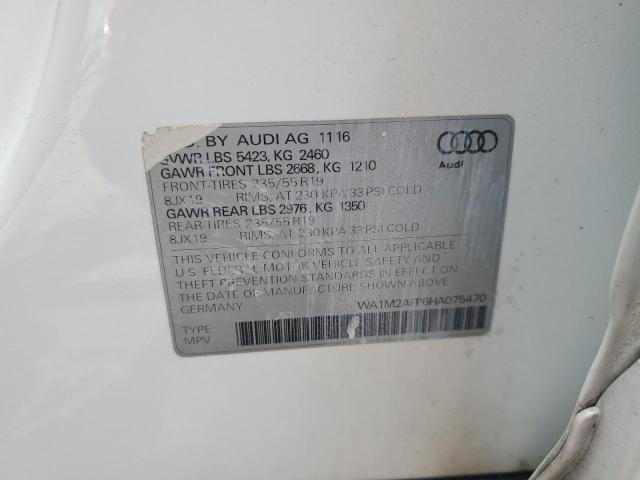 BY AUDI AG 11 16
GVWR LBS 5423, KG 2460
GAWR FRONT LBS 2668, KG 1210
FRONT-TIRES 235/55 R19
8JX19 RIMS, AT 230 KPA 33 PSI COLD
GAWR REAR LBS 2976, KG 1350
REAR-TIRES 235/55 R19
8JX19 RIMS, AT 230 KPA 33 PSI COLD
Audi
THIS VEHICLE CONFORMS TO ALL APPLICABLE
U.S. FEDERAL MOTOR VEHICLE SAFETY AND
THEFT PREVENTION STANDARDS IN EFFECT ON
THE DATE OF MANUFACTURE SHOWN ABOVE
GERMANY
WA1M2AFP6HA075470
TYPE
MPV